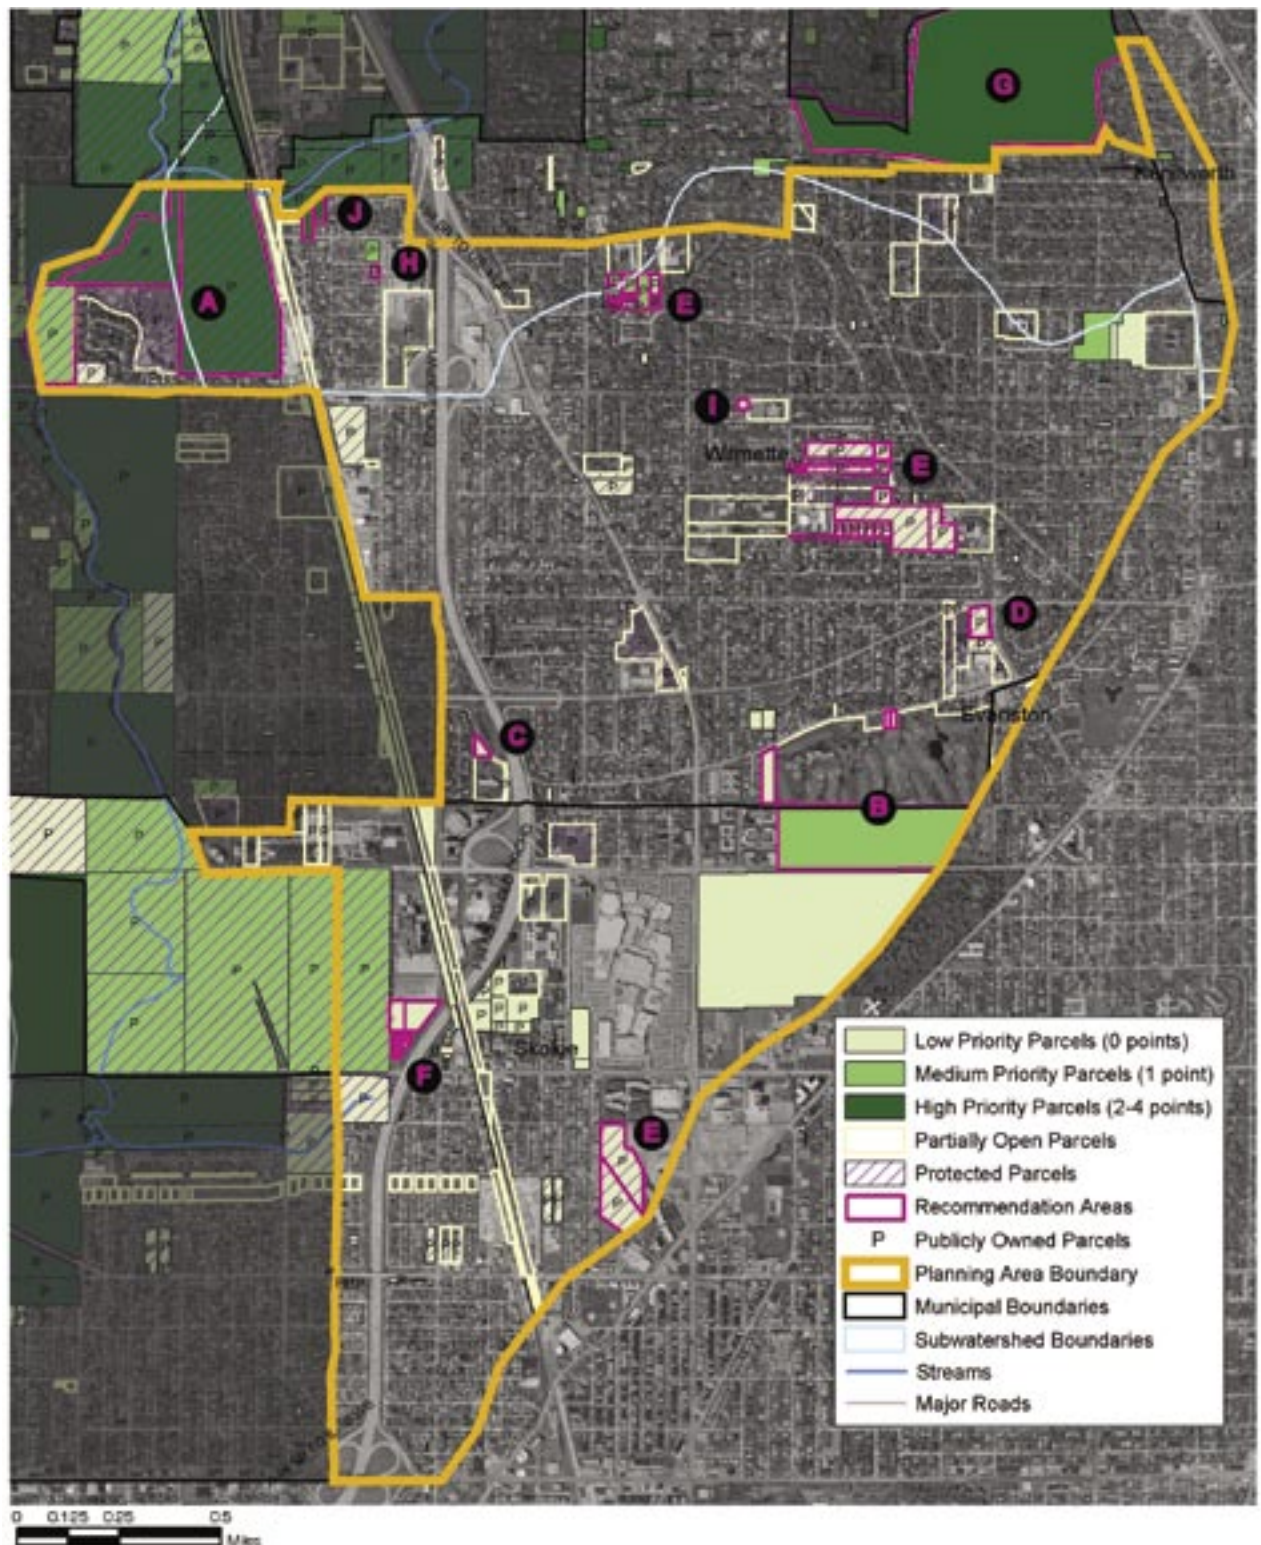 G
Kenilworth
J
H
A
E
I
Wilmette
E
D
C
Evanston
B
Skokie
F
E
Low Priority Parcels (0 points)
Medium Priority Parcels (1 point)
High Priority Parcels (2-4 points)
Partially Open Parcels
Protected Parcels
Recommendation Areas
P Publicly Owned Parcels
Planning Area Boundary
Municipal Boundaries
Subwatershed Boundaries
Streams
Major Roads
0 0.125 0.25 0.5
Miles